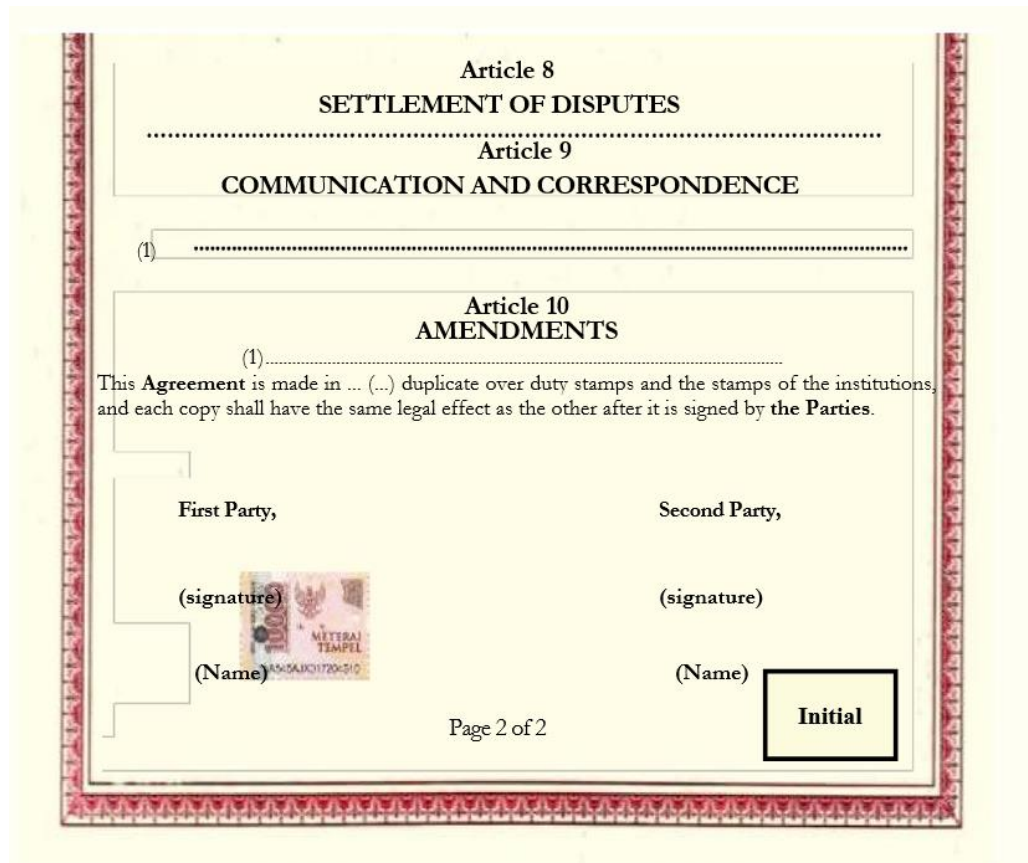 Article 8
SETTLEMENT OF DISPUTES
................................................................................................
Article 9
COMMUNICATION AND CORRESPONDENCE
(1) ................................................................................................
Article 10
AMENDMENTS
(1)................................................................................................
This Agreement is made in ... (...) duplicate over duty stamps and the stamps of the institutions,
and each copy shall have the same legal effect as the other after it is signed by the Parties.
First Party, Second Party,
(signature) (signature)
METERAI
TEMPEL
(Name) (Name)
Page 2 of 2
Initial